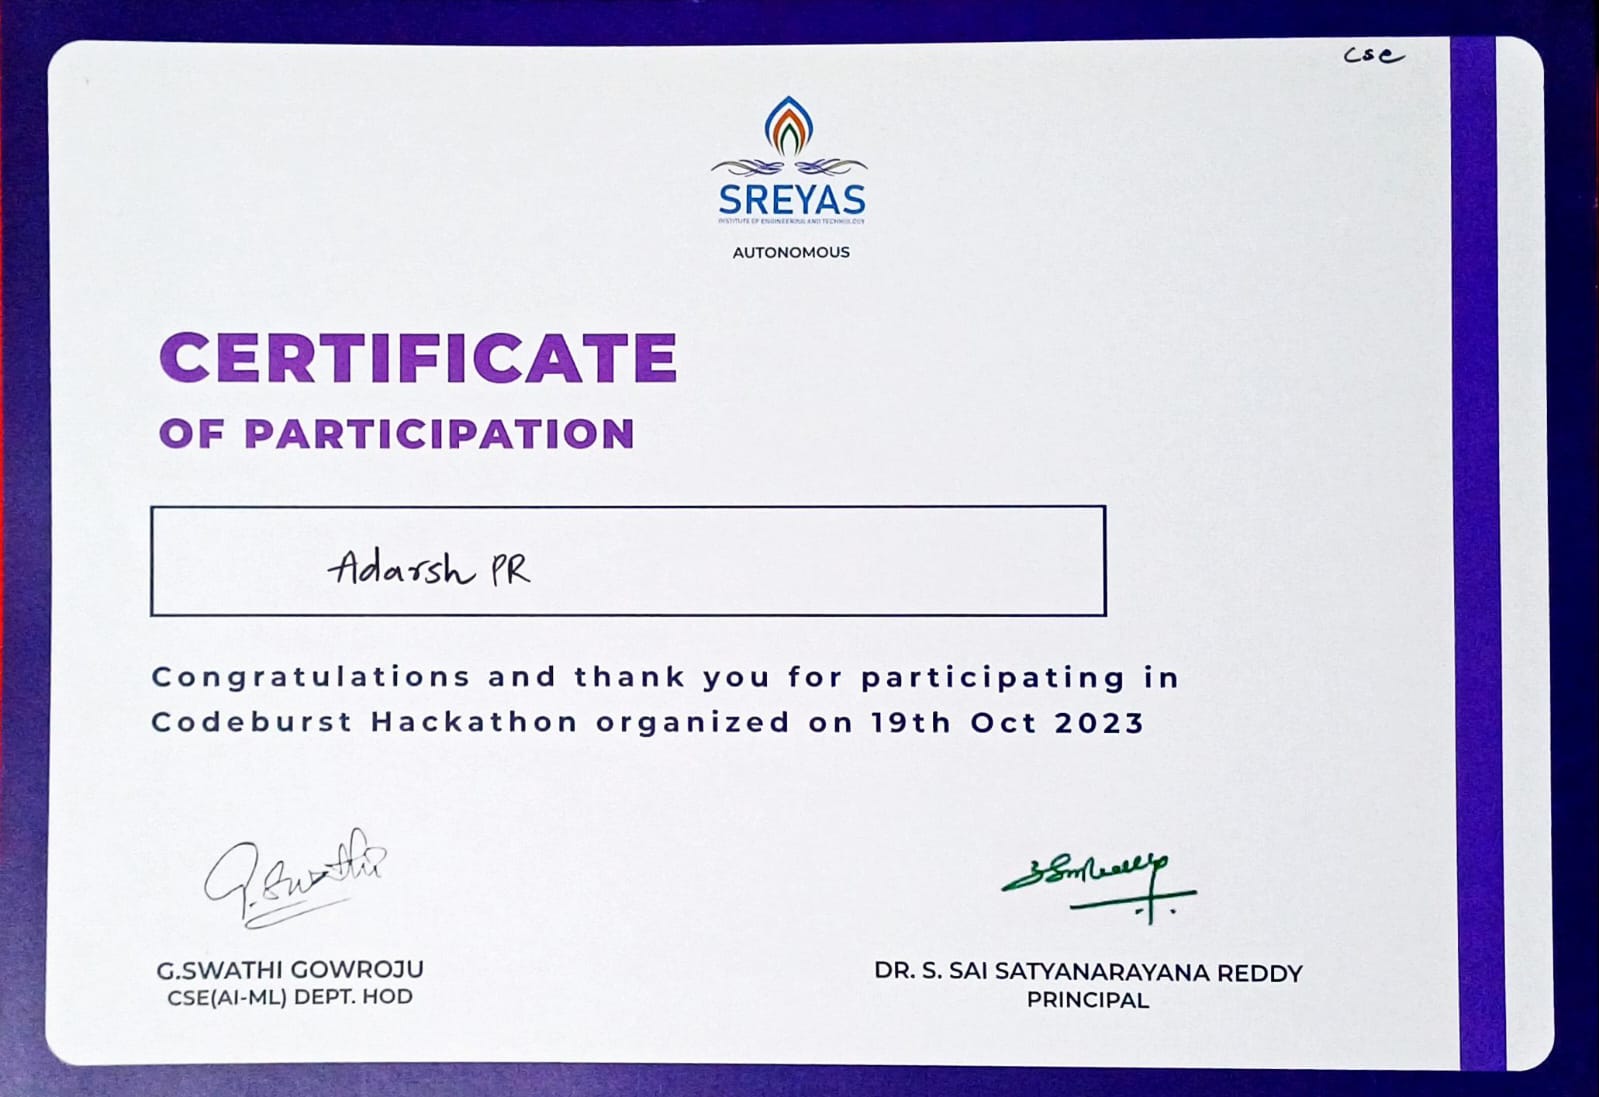 cse
SREYAS
INSTITUTE OF ENGINEERING AND TECHNOLOGY
AUTONOMOUS
CERTIFICATE
OF PARTICIPATION
Adarsh PR
Congratulations and thank you for participating in
Codeburst Hackathon organized on 19th Oct 2023
G.Swathi
G.SWATHI GOWROJU
CSE(AI-ML) DEPT. HOD
DR. S. SAI SATYANARAYANA REDDY
PRINCIPAL